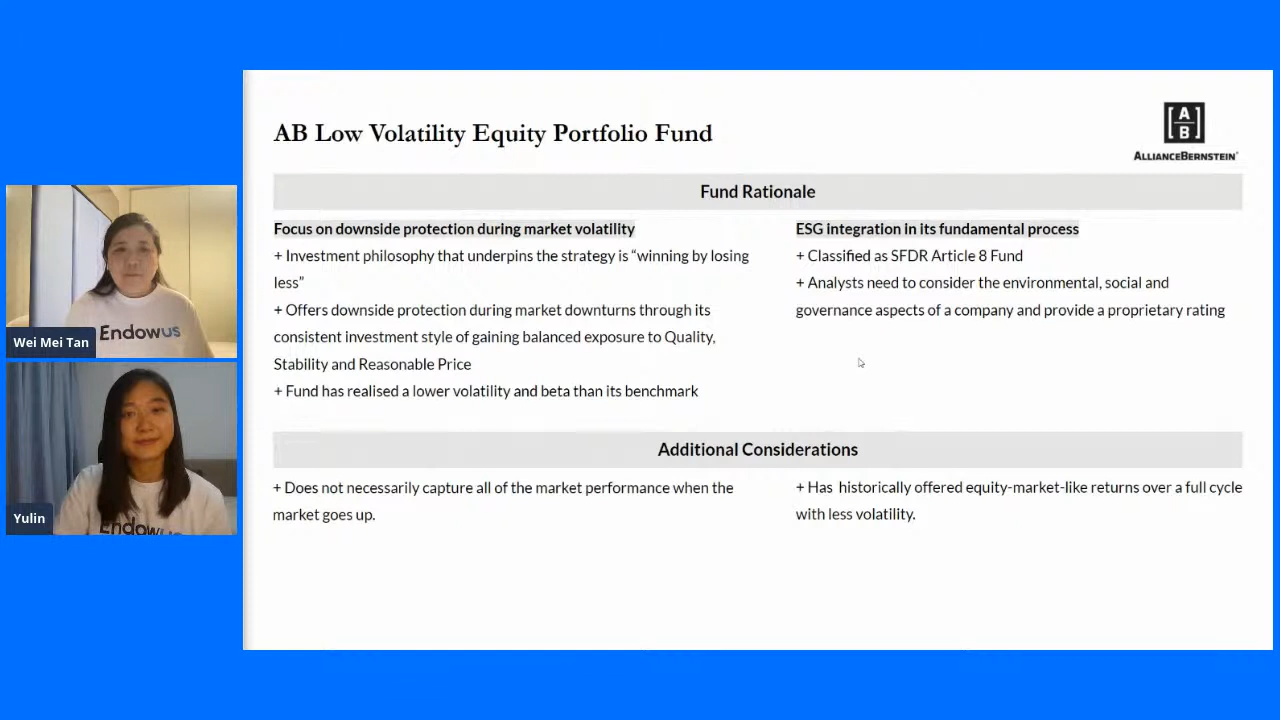 AB Low Volatility Equity Portfolio Fund
[A
B]
ALLIANCEBERNSTEIN
Fund Rationale
Focus on downside protection during market volatility
+ Investment philosophy that underpins the strategy is “winning by losing
less”
+ Offers downside protection during market downturns through its
consistent investment style of gaining balanced exposure to Quality,
Stability and Reasonable Price
+ Fund has realised a lower volatility and beta than its benchmark
ESG integration in its fundamental process
+ Classified as SFDR Article 8 Fund
+ Analysts need to consider the environmental, social and
governance aspects of a company and provide a proprietary rating
Additional Considerations
+ Does not necessarily capture all of the market performance when the
market goes up.
+ Has historically offered equity-market-like returns over a full cycle
with less volatility.
Endowus
Wei Mei Tan
Endowus
Yulin